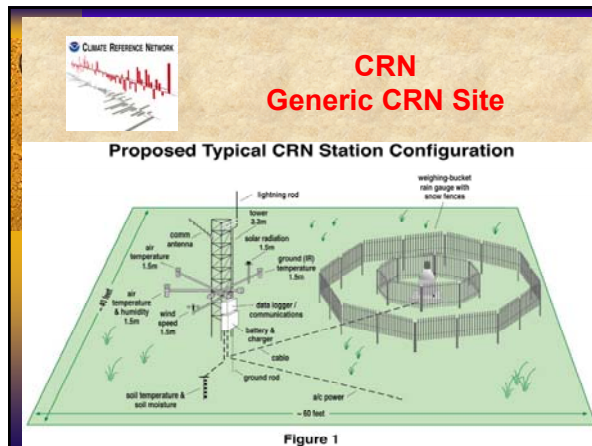 CLIMATE REFERENCE NETWORK
CRN
Generic CRN Site
Proposed Typical CRN Station Configuration
weighing-bucket
rain gauge with
snow fences
lightning rod
tower
3.3m
comm
antenna
solar radiation
1.5m
air
temperature
1.5m
ground (IR)
temperature
1.5m
air
temperature
& humidity
1.5m
wind
speed
1.5m
data logger /
communications
battery &
charger
cable
ground rod
soil temperature &
soil moisture
a/c power
~ 40 feet
~ 60 feet
Figure 1